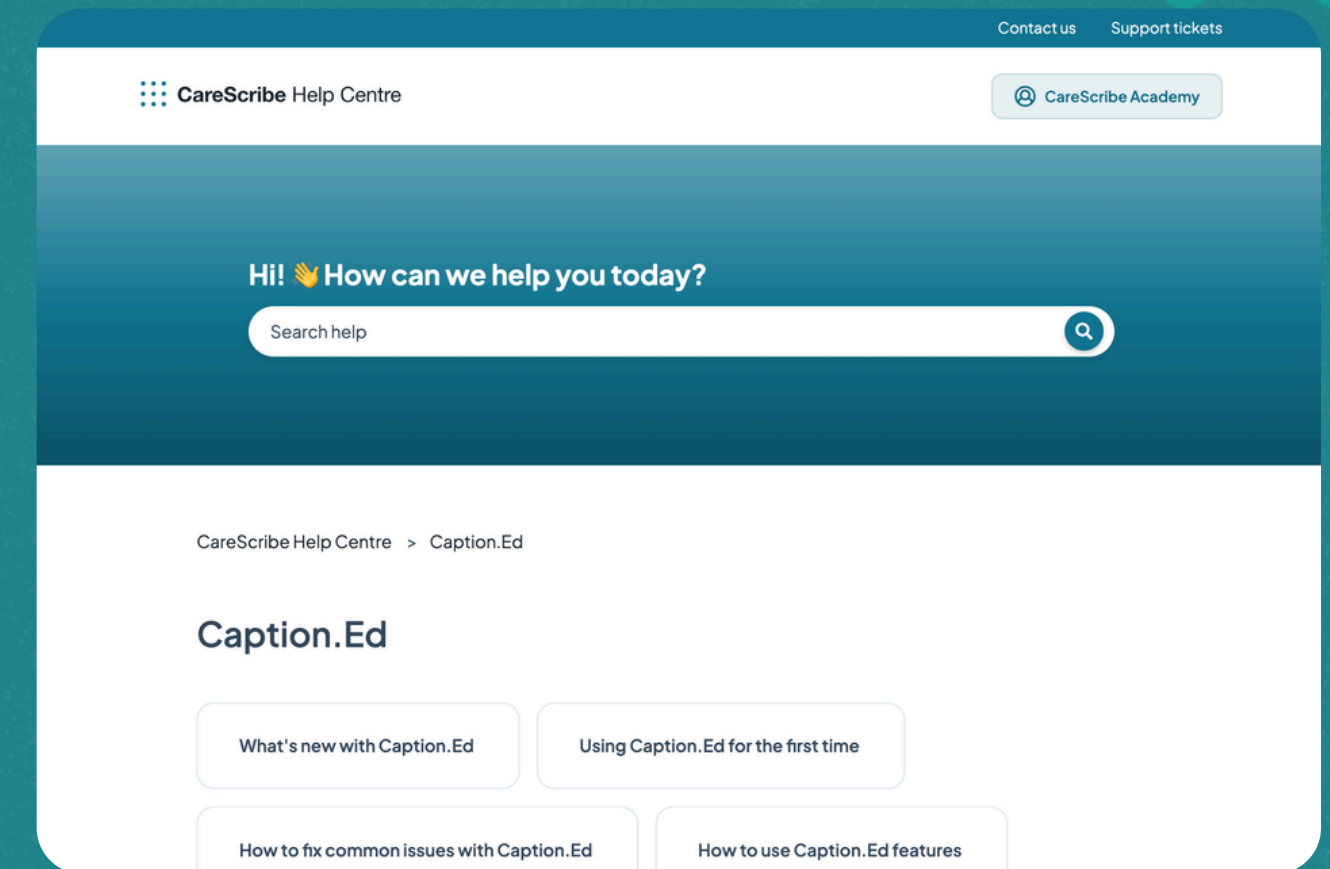 Contact us Support tickets
CareScribe Help Centre CareScribe Academy
Hi! 👋 How can we help you today?
Search help
CareScribe Help Centre > Caption.Ed
Caption.Ed
What's new with Caption.Ed Using Caption.Ed for the first time
How to fix common issues with Caption.Ed How to use Caption.Ed features